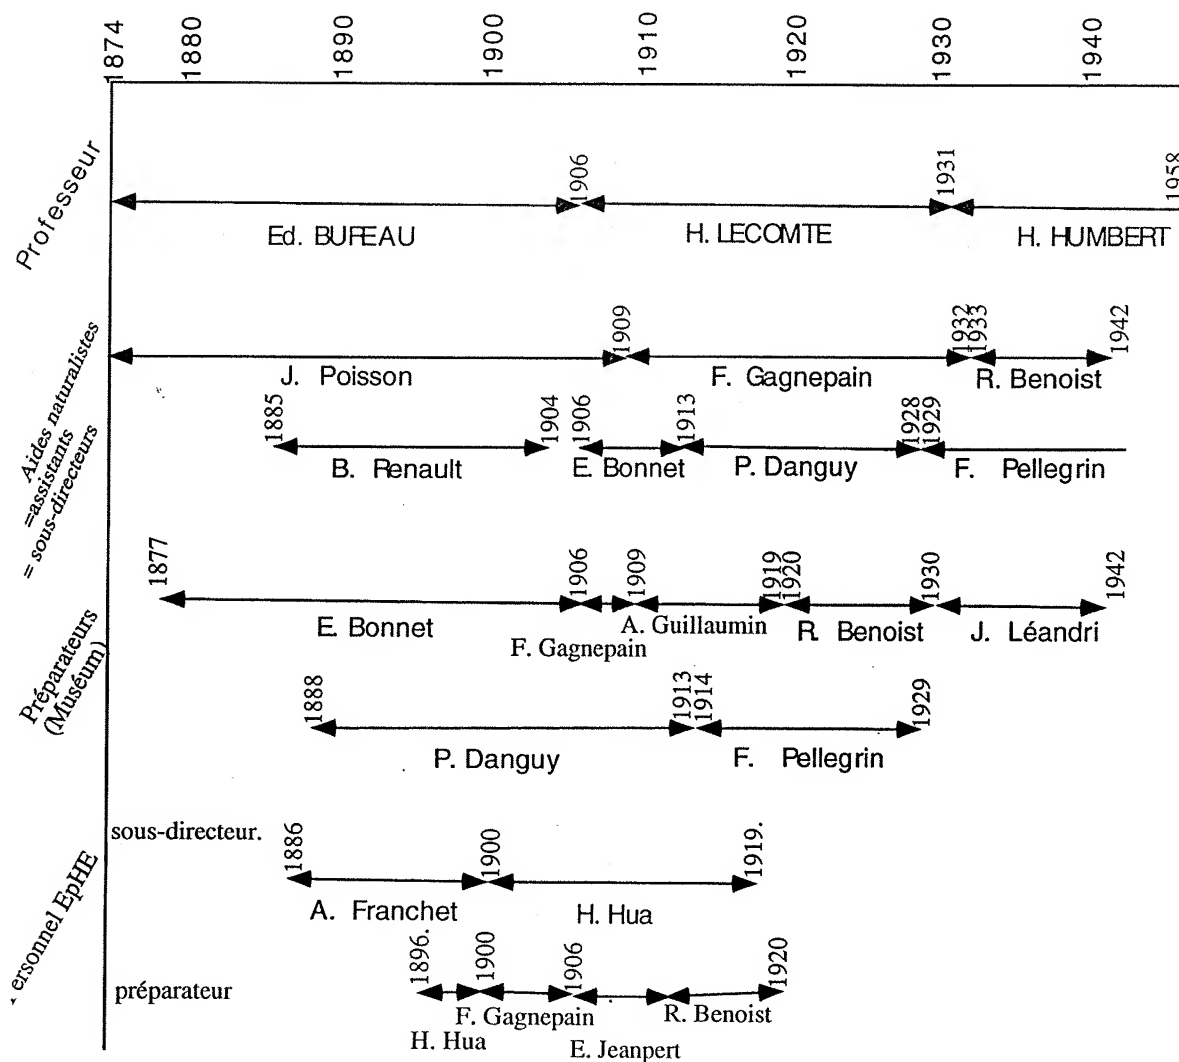 1874 1880 1890 1900 1910 1920 1930 1940
Professeur
1906 1931 1958
Ed. BUREAU H. LECOMTE H. HUMBERT
Aides naturalistes
=assistants
= sous-directeurs
1909 1932 1933 1942
J. Poisson F. Gagnepain R. Benoist
1885 1904 1906 1913 1928 1929
B. Renault E. Bonnet P. Danguy F. Pellegrin
Préparateurs
(Muséum)
1877 1906 1909 1919 1920 1930 1942
E. Bonnet F. Gagnepain A. Guillaumin R. Benoist J. Léandri
1888 1913 1914 1929
P. Danguy F. Pellegrin
ersonnel EpHE
sous-directeur.
1886 1900 1919.
A. Franchet H. Hua
préparateur
1896. 1900 1906 1920
H. Hua F. Gagnepain E. Jeanpert R. Benoist